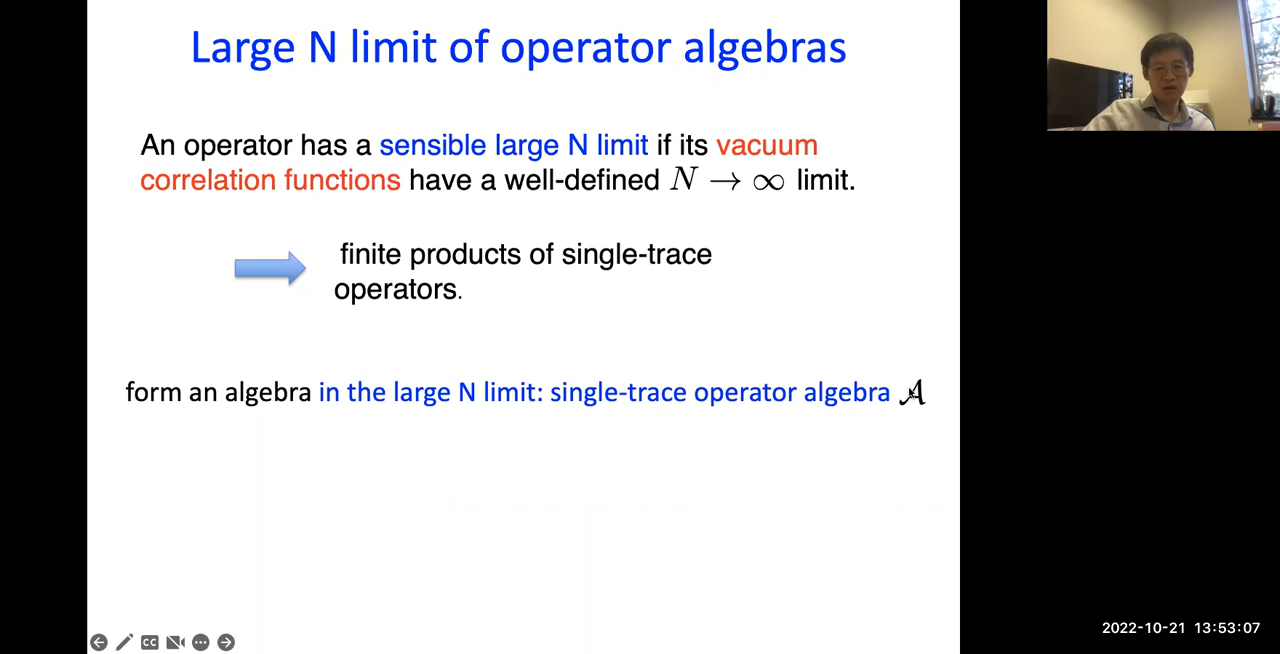 Large N limit of operator algebras
An operator has a sensible large N limit if its vacuum
correlation functions have a well-defined N → ∞ limit.
finite products of single-trace
operators.
form an algebra in the large N limit: single-trace operator algebra 𝒜
CC
2022-10-21 13:53:07